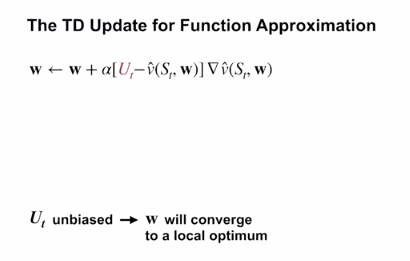 The TD Update for Function Approximation
w ← w + α[U_t − v̂(S_t, w)] ∇ v̂(S_t, w)
U_t unbiased → w will converge
to a local optimum